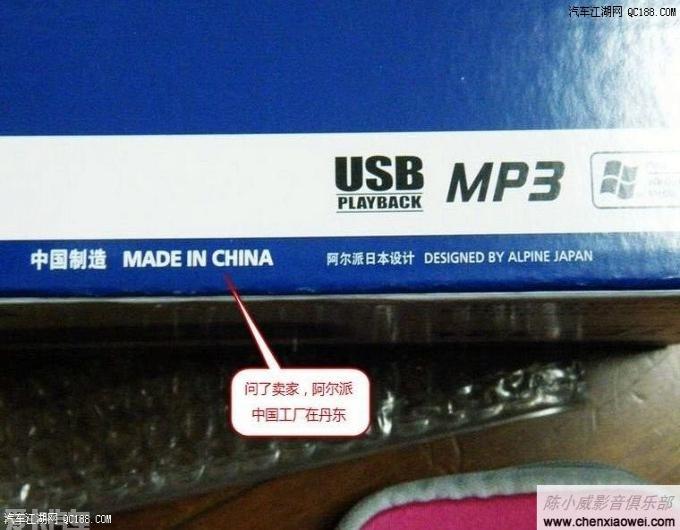 汽车江湖网 QC188.COM
USB
PLAYBACK
MP3
中国制造 MADE IN CHINA
阿尔派日本设计 DESIGNED BY ALPINE JAPAN
问了卖家，阿尔派
中国工厂在丹东
陈小威影音俱乐部
www.chenxiaowei.com
汽车江湖网 QC188.COM